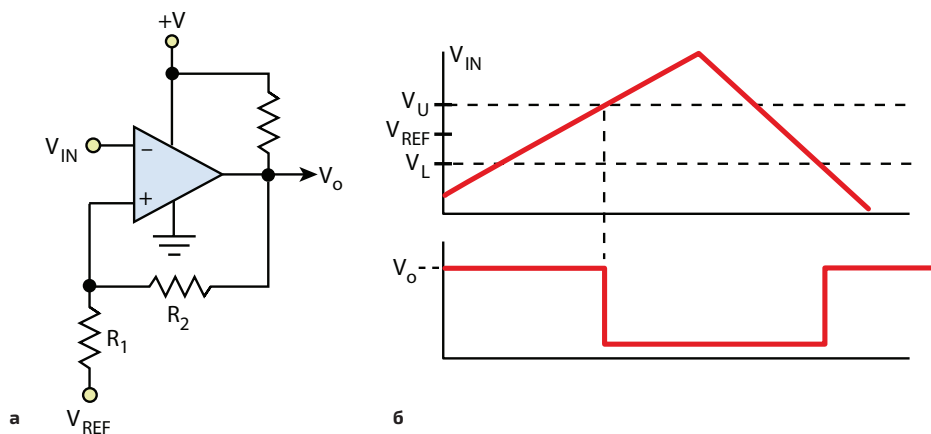 +V
V_IN
−
+
V_o
R_2
R_1
V_REF
а
V_IN
V_U
V_REF
V_L
V_o
б